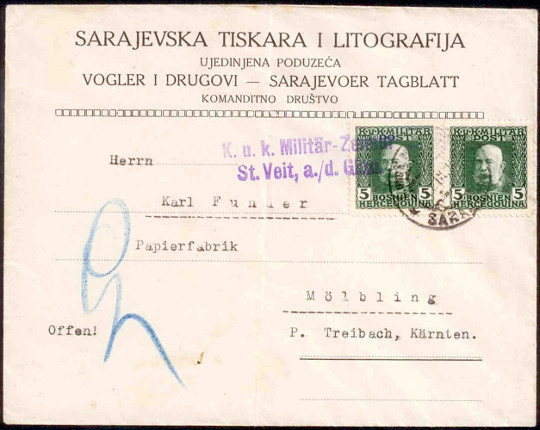 SARAJEVSKA TISKARA I LITOGRAFIJA
UJEDINJENA PODUZEĆA
VOGLER I DRUGOVI — SARAJEVOER TAGBLATT
KOMANDITNO DRUŠTVO
K.u.K. MILITÄR POST
5 5
BOSNIEN HERCEGOVINA
K.u.K. MILITÄR POST
5 5
BOSNIEN HERCEGOVINA
K. u. k. Militär-
St. Veit, a./d.
SARA
Herrn
Karl Funder
Papierfabrik
Mölbling
Offen!
P. Treibach, Kärnten.